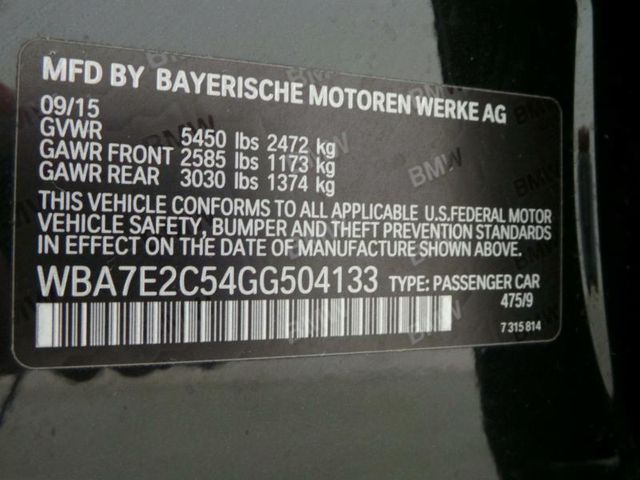 MFD BY BAYERISCHE MOTOREN WERKE AG
09/15
GVWR 5450 lbs 2472 kg
GAWR FRONT 2585 lbs 1173 kg
GAWR REAR 3030 lbs 1374 kg
THIS VEHICLE CONFORMS TO ALL APPLICABLE U.S.FEDERAL MOTOR
VEHICLE SAFETY, BUMPER AND THEFT PREVENTION STANDARDS
IN EFFECT ON THE DATE OF MANUFACTURE SHOWN ABOVE.
WBA7E2C54GG504133 TYPE: PASSENGER CAR
475/9
7 315 814